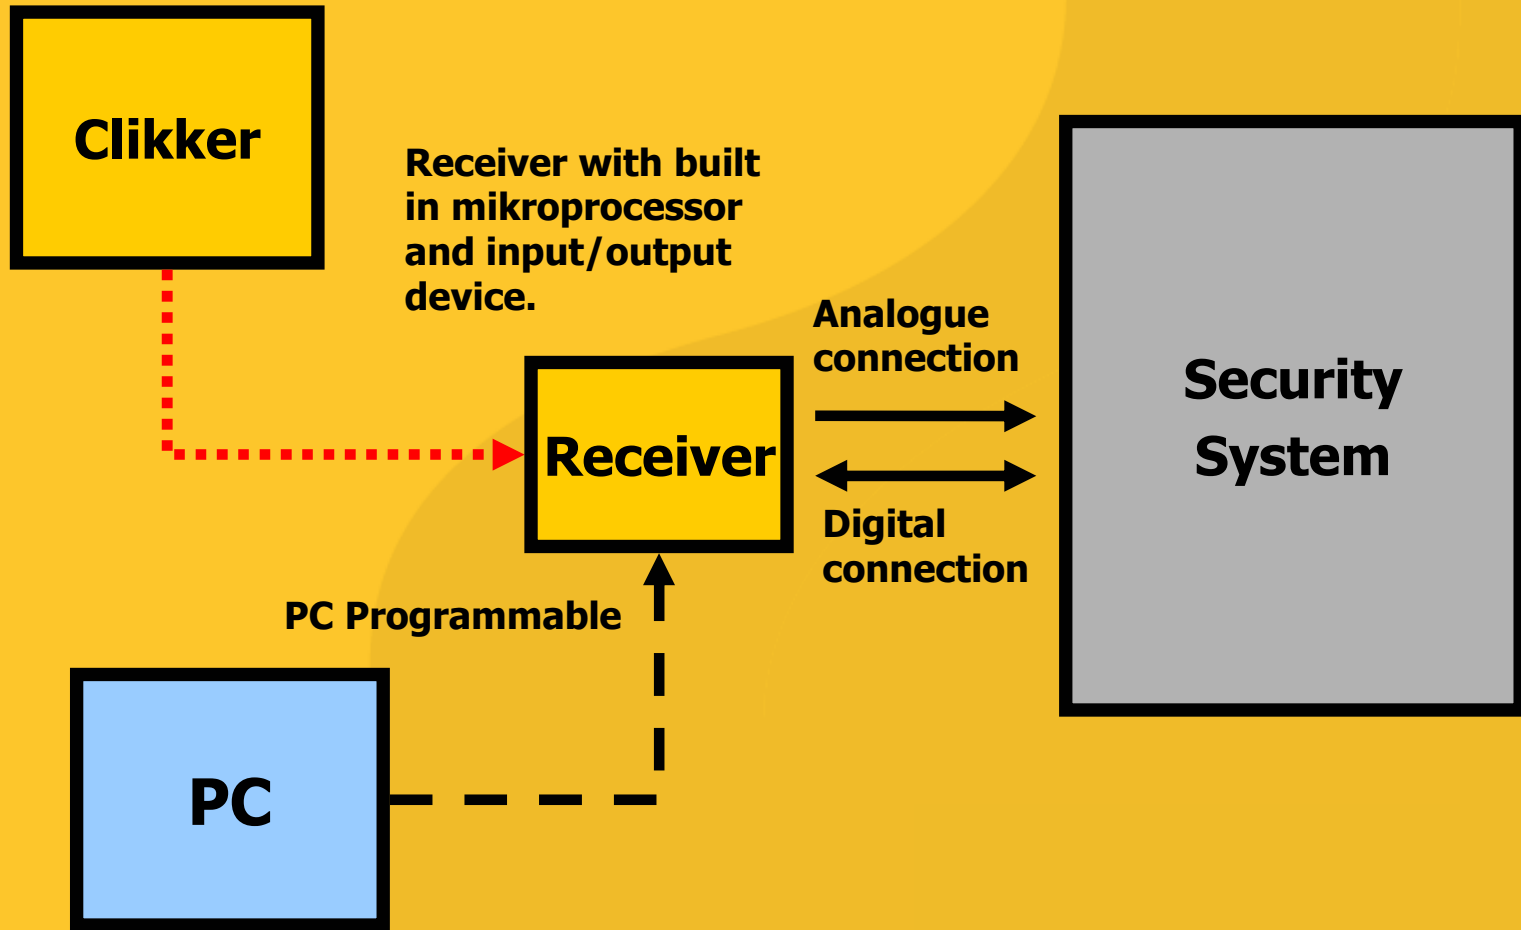 Clikker
Receiver with built
in mikroprocessor
and input/output
device.
Analogue
connection
Receiver
Digital
connection
Security
System
PC Programmable
PC